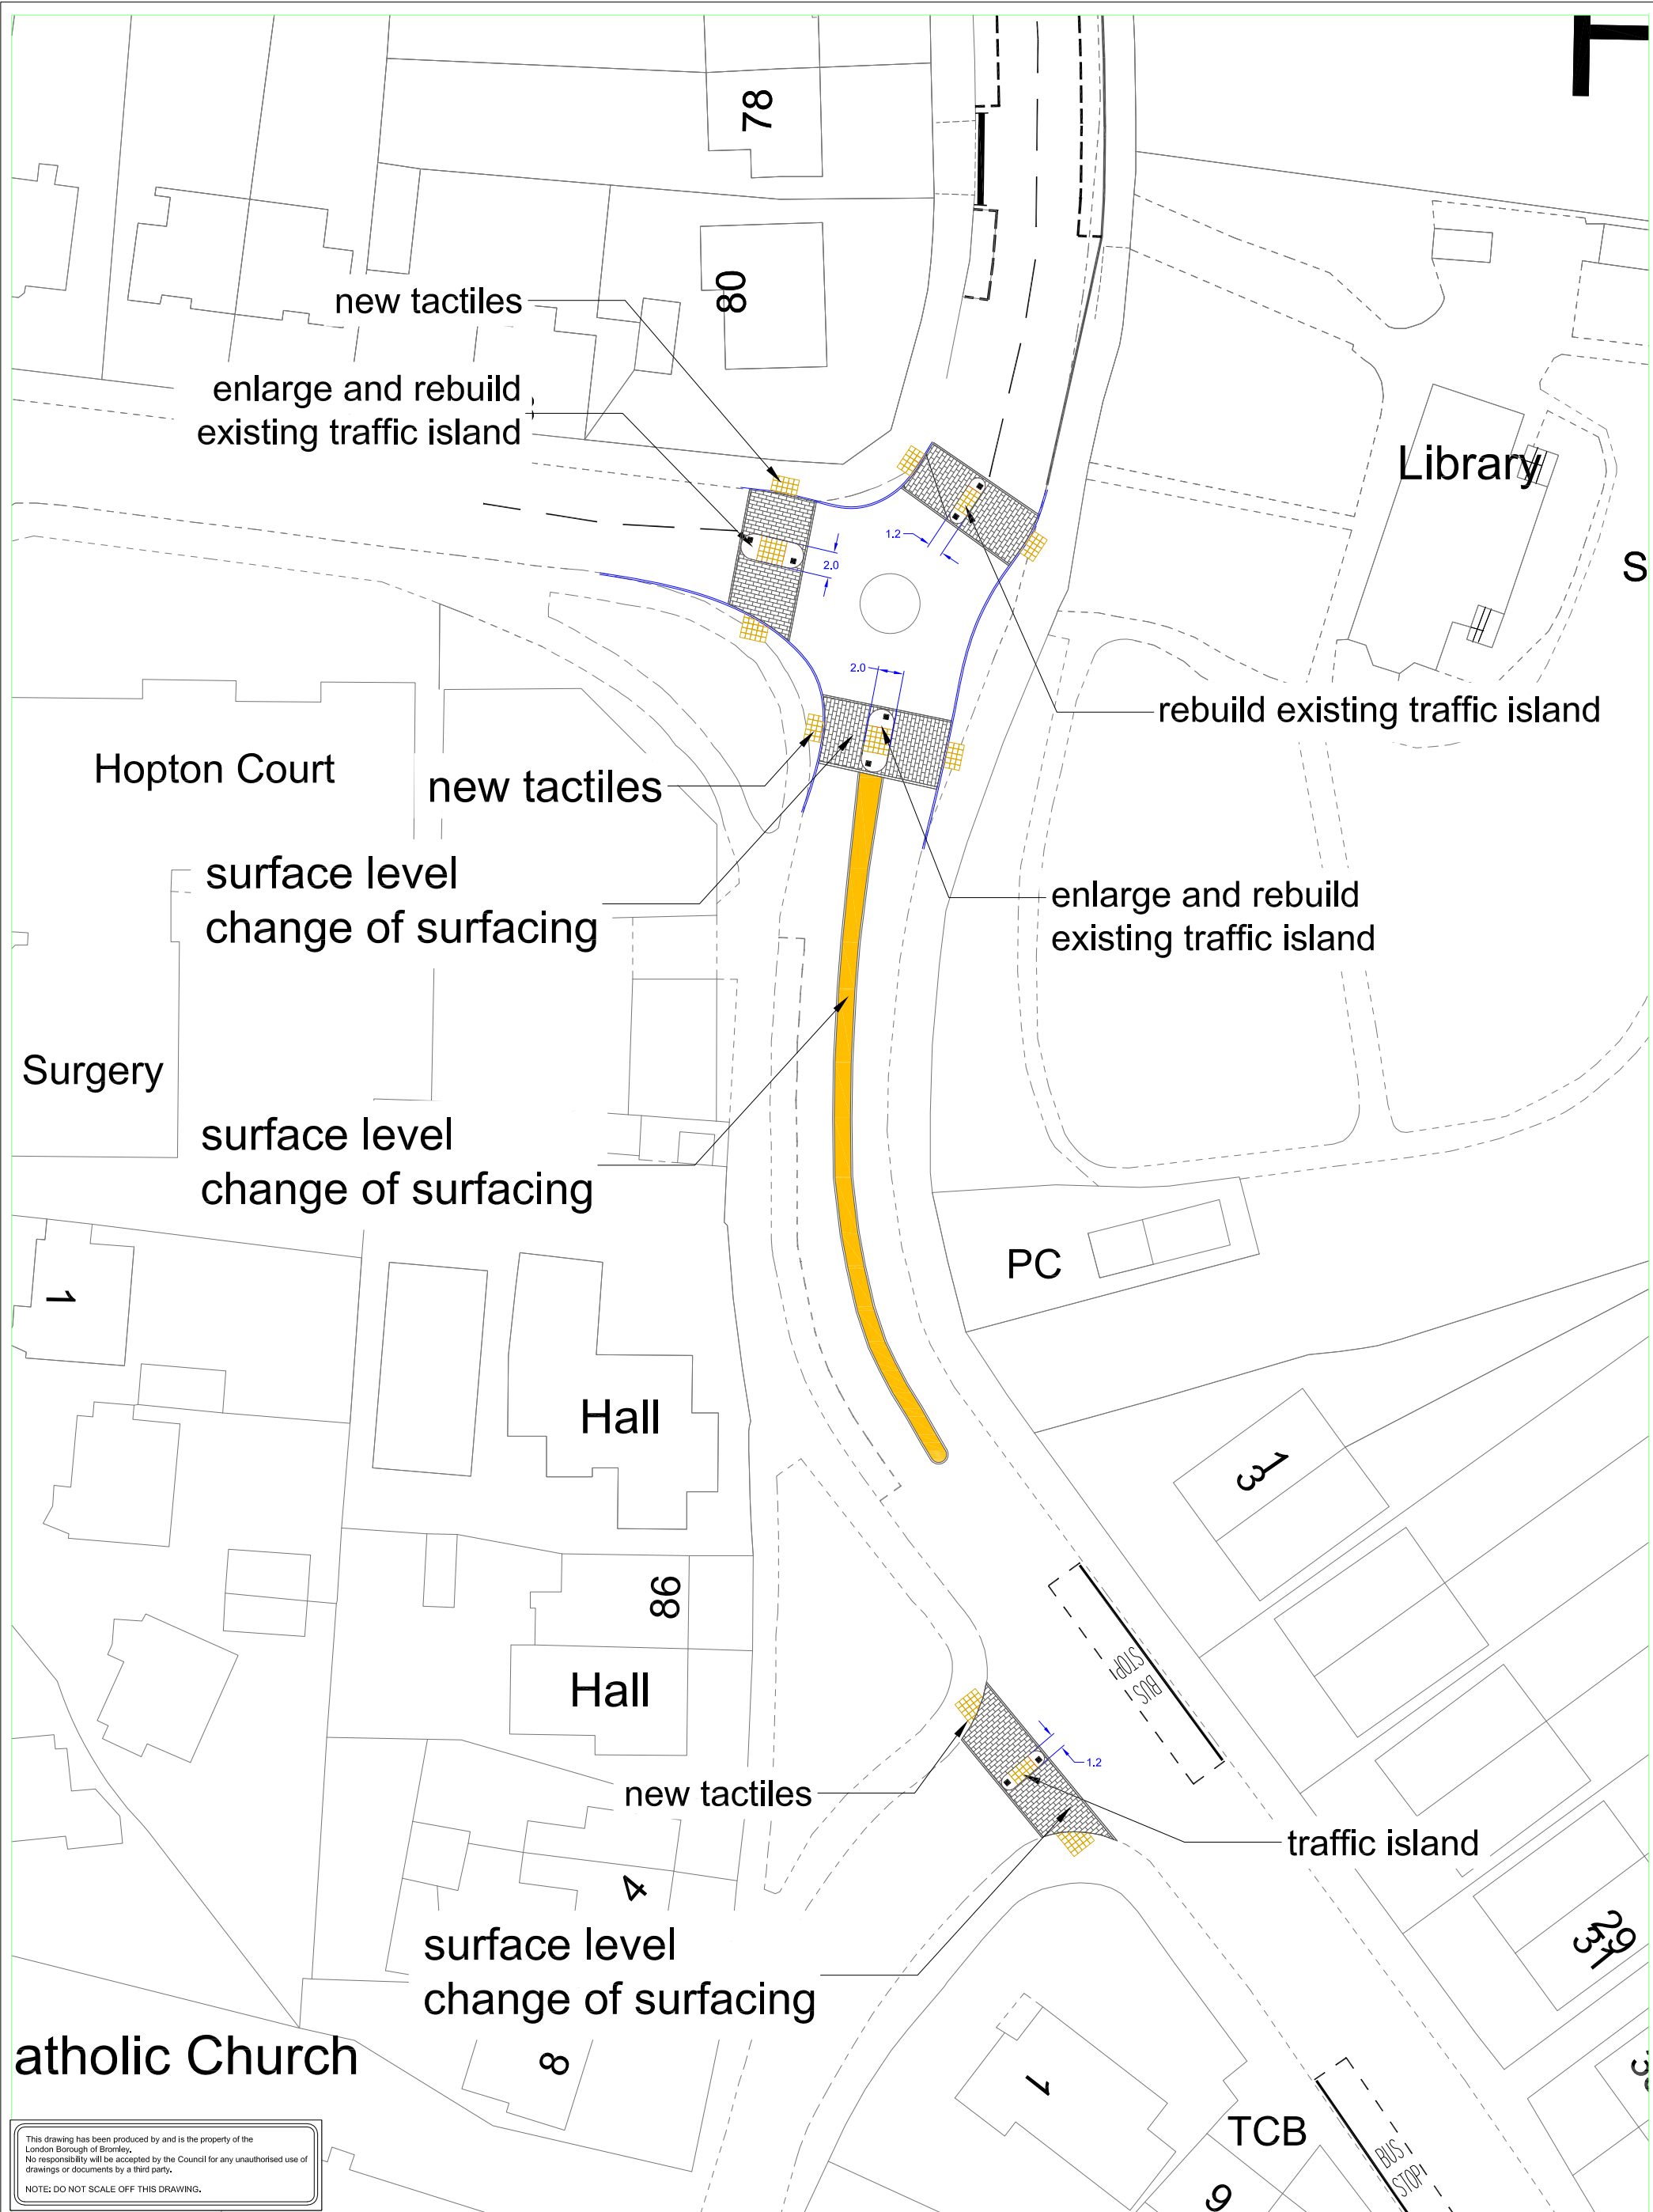 78
80
new tactiles
enlarge and rebuild
existing traffic island
Library
1.2
2.0
S
2.0
rebuild existing traffic island
Hopton Court
new tactiles
surface level
change of surfacing
enlarge and rebuild
existing traffic island
Surgery
surface level
change of surfacing
PC
1
Hall
13
86
Hall
BUS
STOP
new tactiles
1.2
traffic island
4
29
31
surface level
change of surfacing
atholic Church
8
1
TCB
BUS
STOP
9
This drawing has been produced by and is the property of the
London Borough of Bromley.
No responsibility will be accepted by the Council for any unauthorised use of
drawings or documents by a third party.
NOTE: DO NOT SCALE OFF THIS DRAWING.